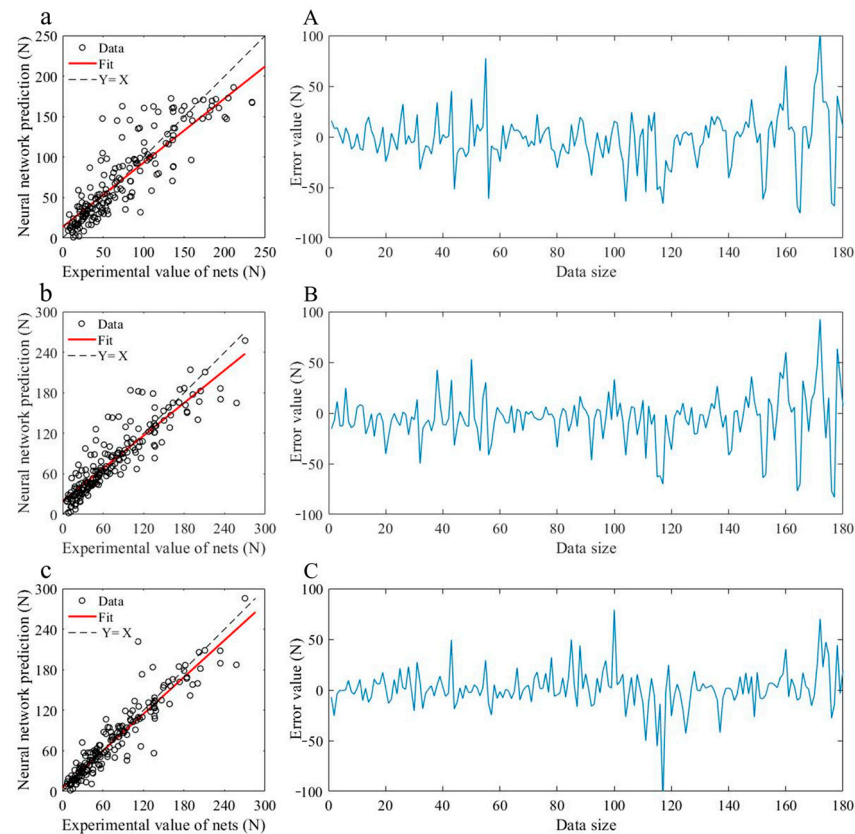 a
Neural network prediction (N)
250
200
150
100
50
0
Data
Fit
Y= X
0 50 100 150 200 250
Experimental value of nets (N)
A
Error value (N)
100
50
0
-50
-100
0 20 40 60 80 100 120 140 160 180
Data size
b
Neural network prediction (N)
300
240
180
120
60
0
Data
Fit
Y= X
0 60 120 180 240 300
Experimental value of nets (N)
B
Error value (N)
100
50
0
-50
-100
0 20 40 60 80 100 120 140 160 180
Data size
c
Neural network prediction (N)
300
240
180
120
60
0
Data
Fit
Y= X
0 60 120 180 240 300
Experimental value of nets (N)
C
Error value (N)
100
50
0
-50
-100
0 20 40 60 80 100 120 140 160 180
Data size